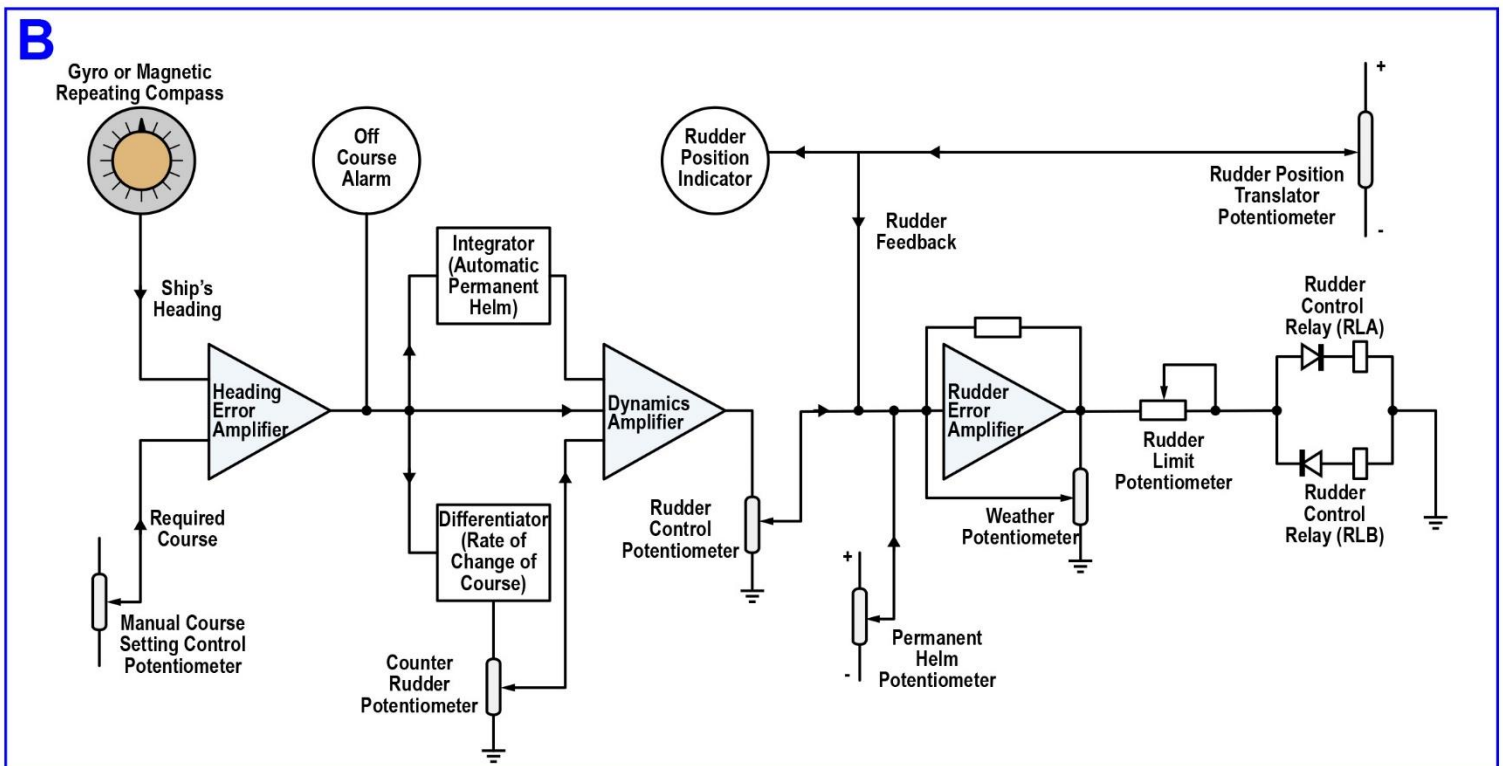 B
Gyro or Magnetic
Repeating Compass
Off
Course
Alarm
Rudder
Position
Indicator
+
Rudder Position
Translator
Potentiometer
-
Rudder
Feedback
Ship's
Heading
Integrator
(Automatic
Permanent
Helm)
Rudder
Control
Relay (RLA)
Heading
Error
Amplifier
Dynamics
Amplifier
Rudder
Error
Amplifier
Rudder
Limit
Potentiometer
Rudder
Control
Relay (RLB)
Required
Course
Differentiator
(Rate of
Change of
Course)
Rudder
Control
Potentiometer
Weather
Potentiometer
+
-
Manual Course
Setting Control
Potentiometer
Counter
Rudder
Potentiometer
Permanent
Helm
Potentiometer